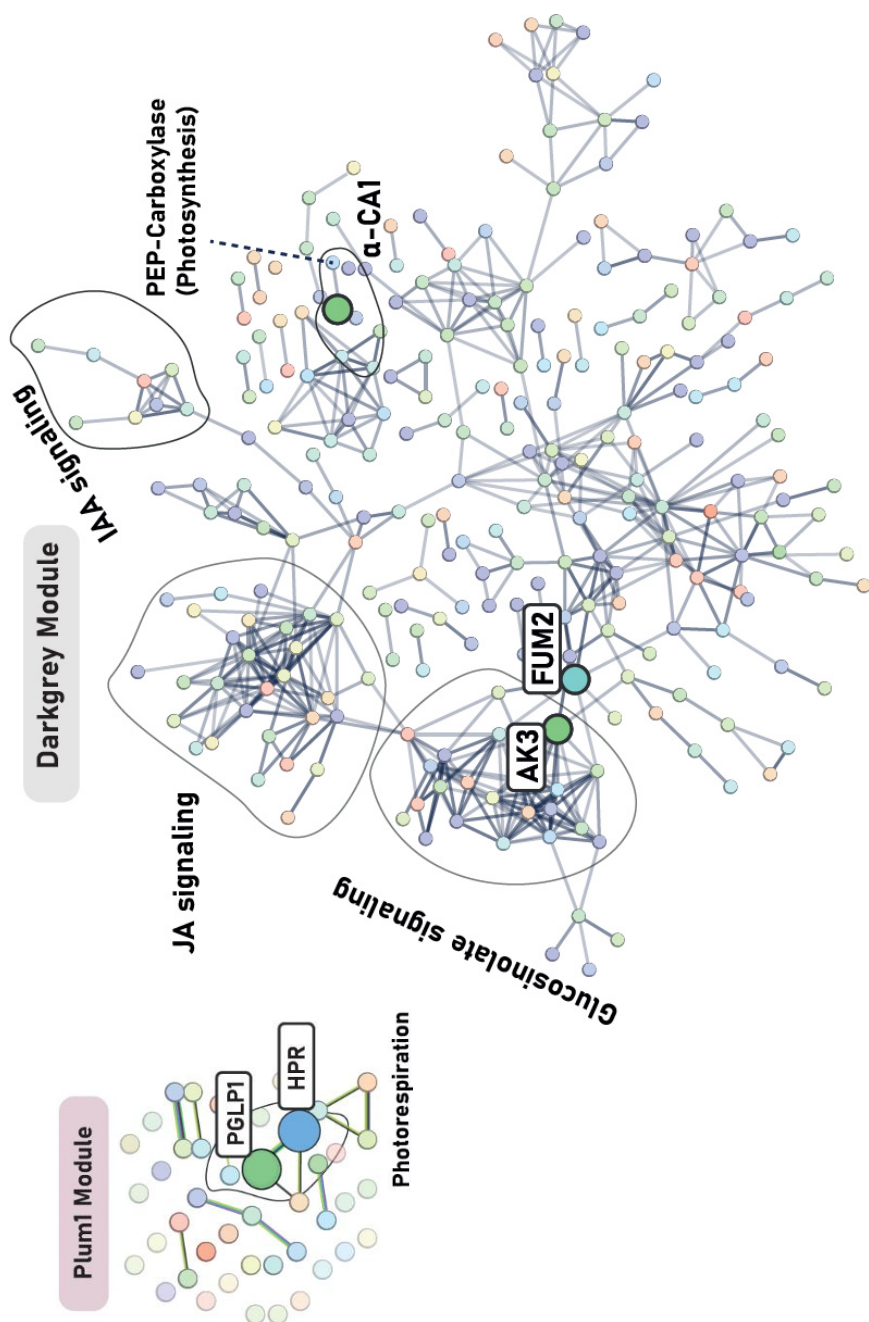 Plum1 Module
PGLP1
HPR
Photorespiration
Darkgrey Module
IAA signaling
JA signaling
Glucosinolate signaling
PEP-Carboxylase
(Photosynthesis)
α-CA1
AK3
FUM2